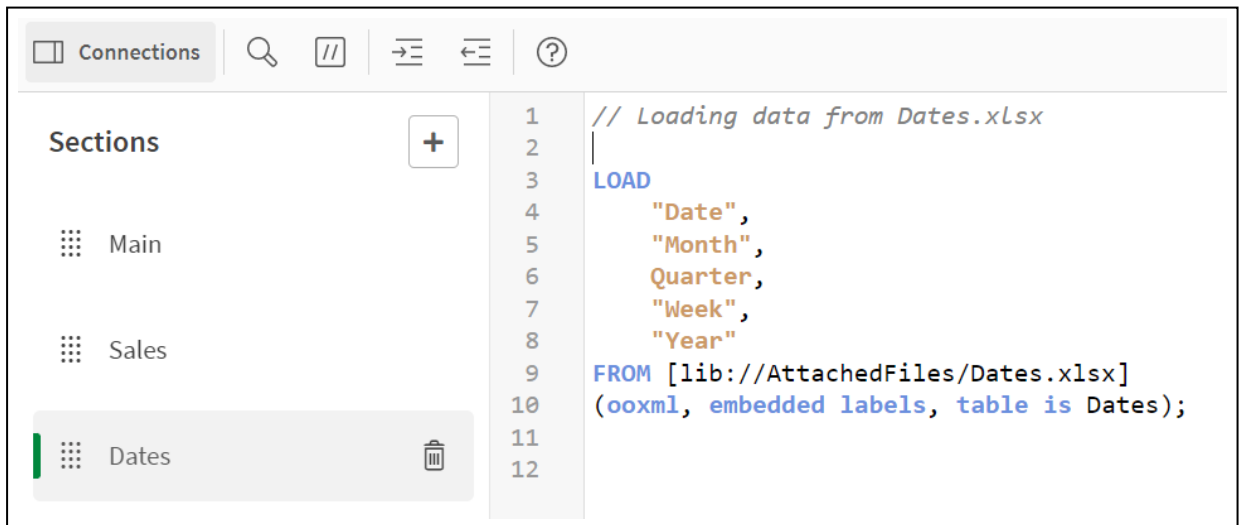 Connections
Sections
Main
Sales
Dates
1 // Loading data from Dates.xlsx
2
3 LOAD
4 "Date",
5 "Month",
6 Quarter,
7 "Week",
8 "Year"
9 FROM [lib://AttachedFiles/Dates.xlsx]
10 (ooxml, embedded labels, table is Dates);
11
12